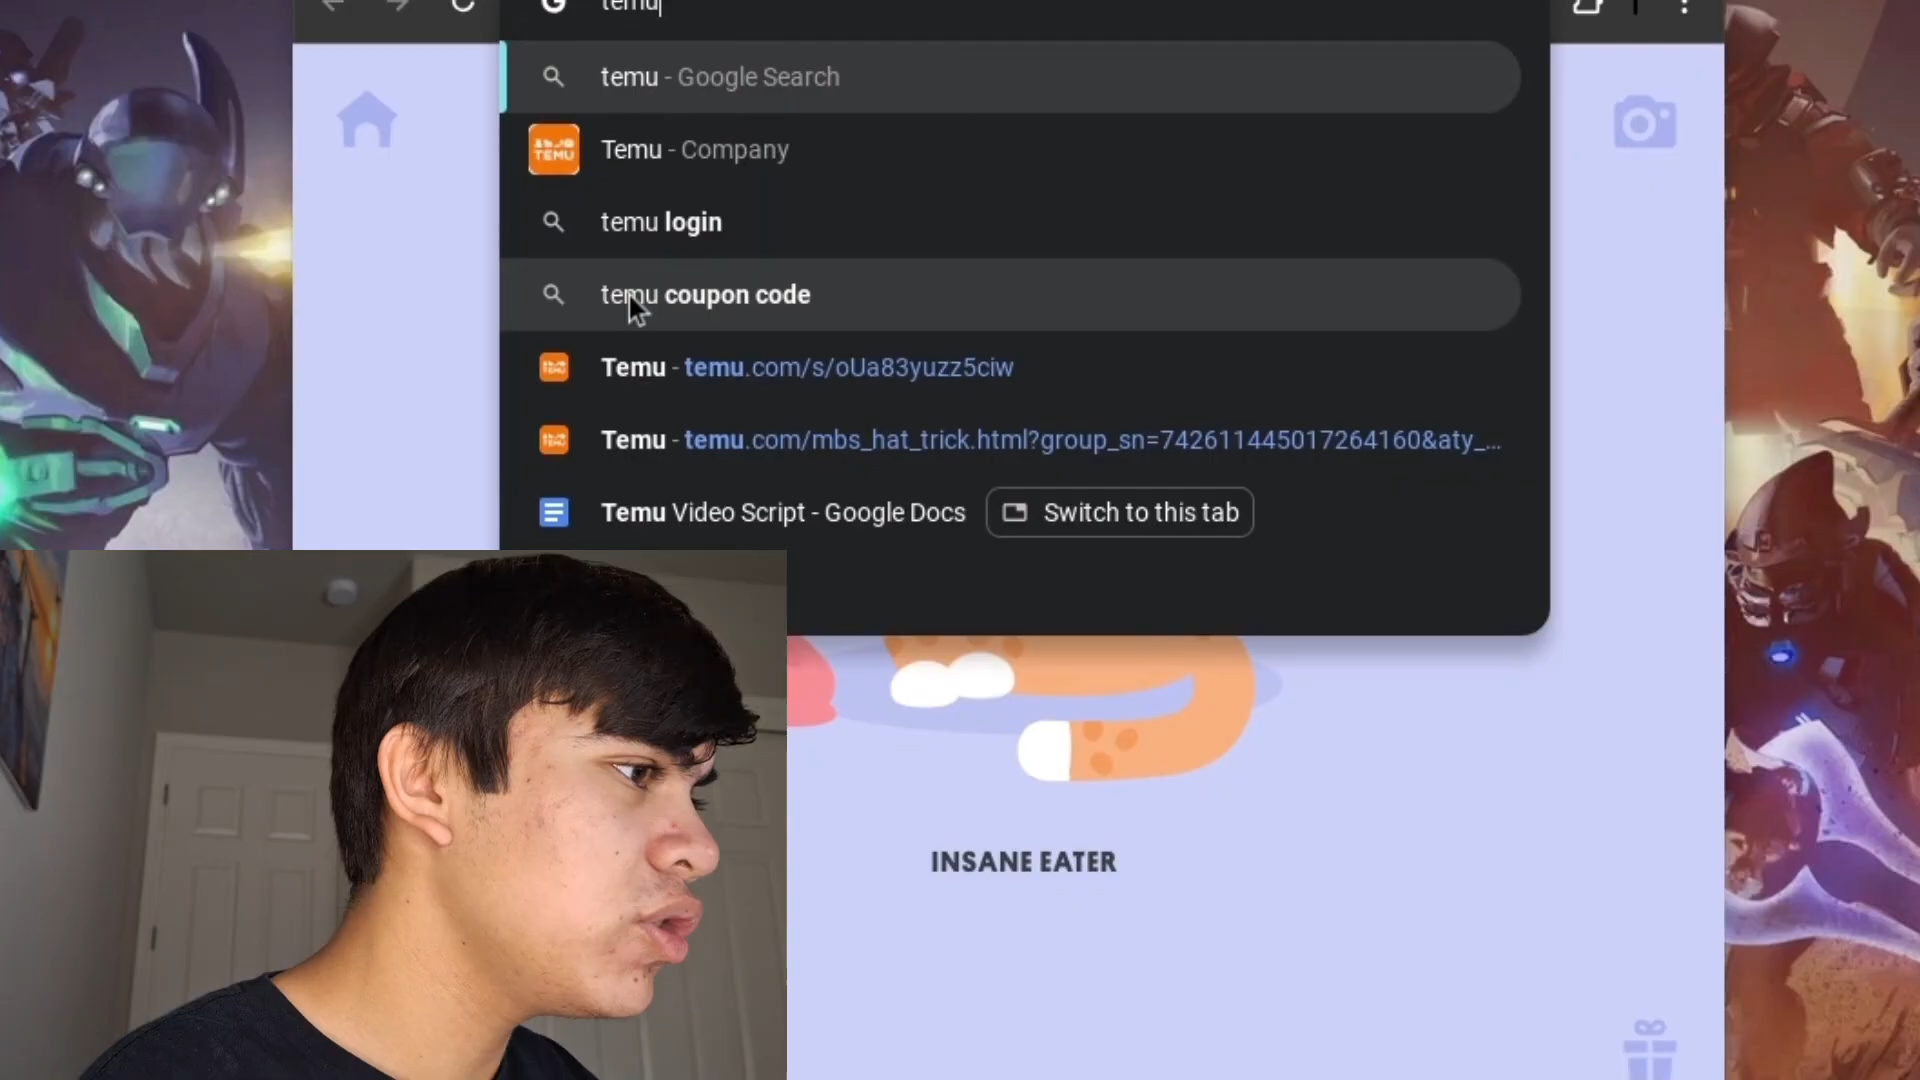 temu
temu - Google Search
TEMU
Temu - Company
temu login
temu coupon code
Temu - temu.com/s/oUa83yuzz5ciw
Temu - temu.com/mbs_hat_trick.html?group_sn=742611445017264160&aty_...
Temu Video Script - Google Docs Switch to this tab
INSANE EATER